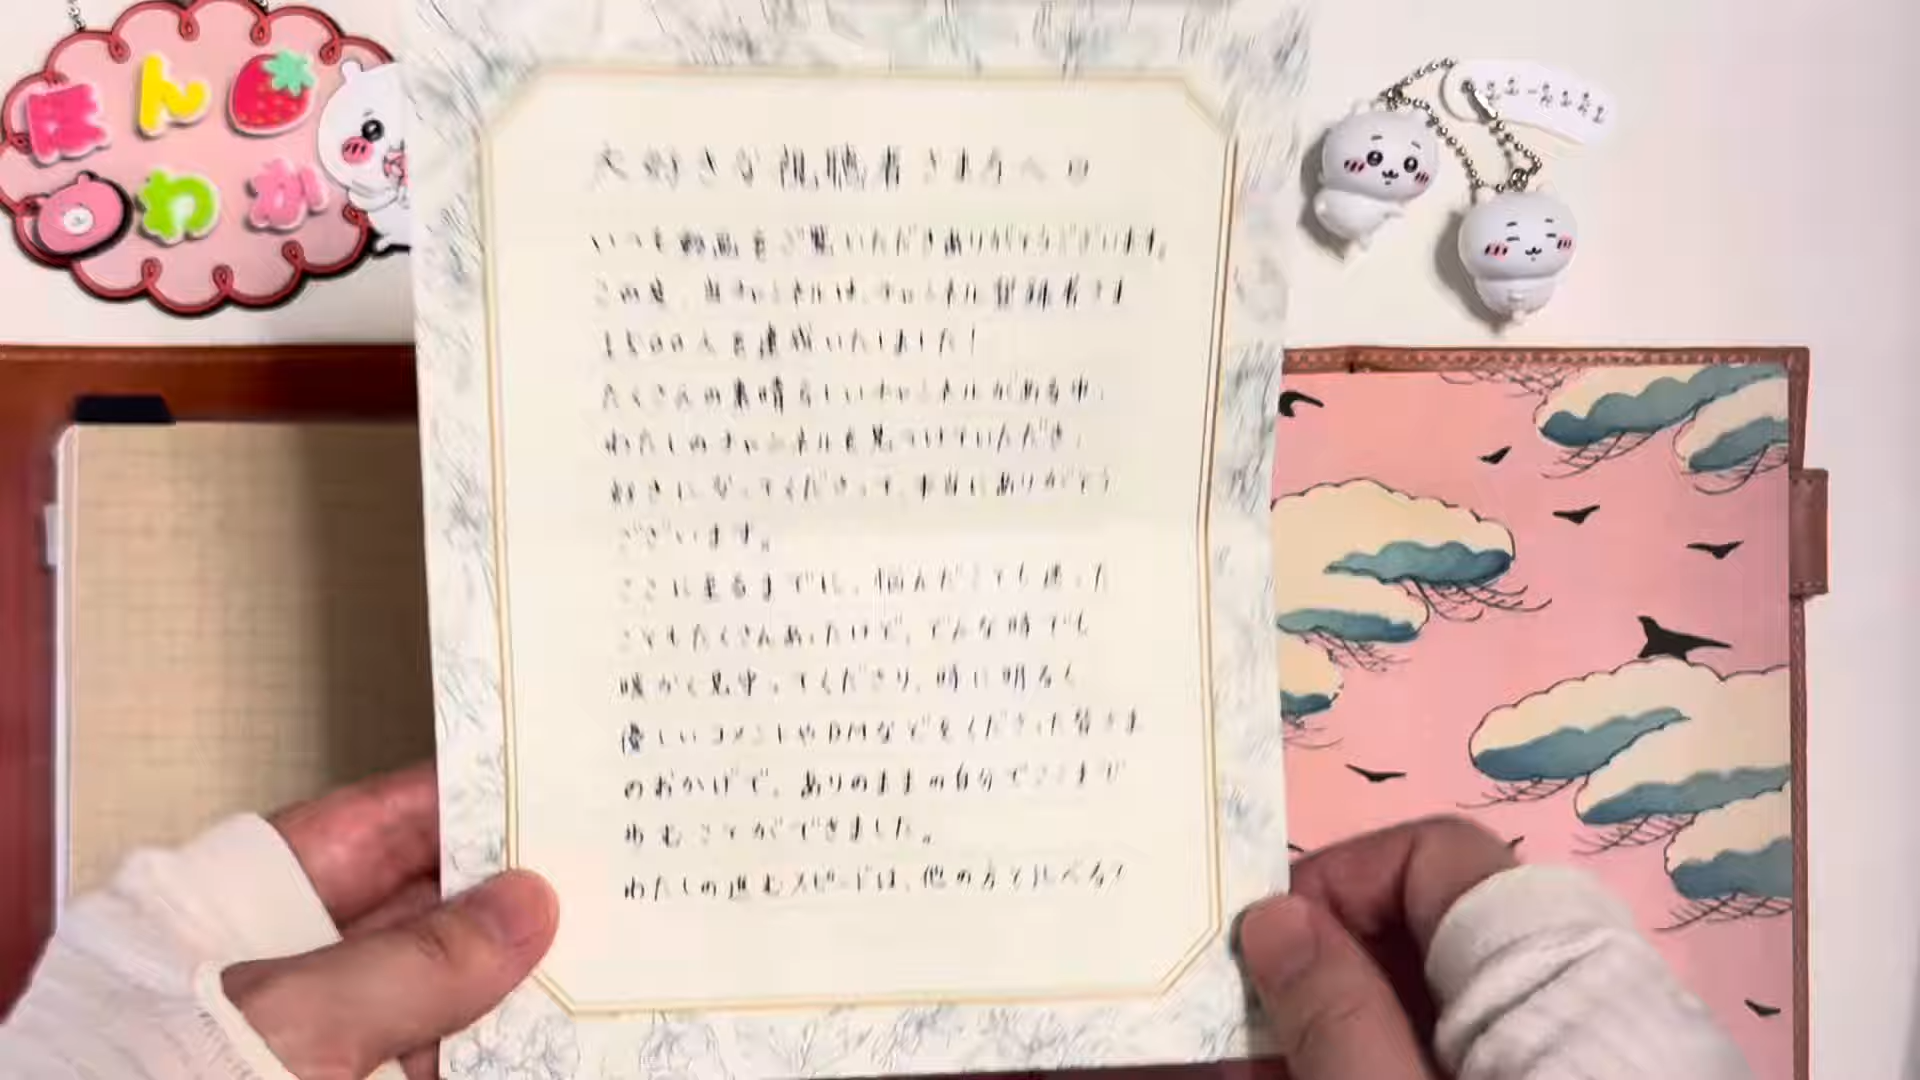 ほん
わか
大好きな視聴者さま方へ
いつも動画をご覧いただきありがとうございます。
この度、当チャンネルは、チャンネル登録者さま
1500人を達成いたしました!
たくさんの素晴らしいチャンネルがある中、
わたしのチャンネルを見つけていただき、
好きになってくださって、本当にありがとう
ございます。
ここに至るまでに、悩んだことも迷った
こともたくさんあったけど、どんな時でも
暖かく見守ってくださり、時に明るく
優しいコメントやDMなどをくださった皆さま
のおかげで、ありのままの自分でここまで
歩むことができました。
わたしの進むスピードは、他の方と比べると